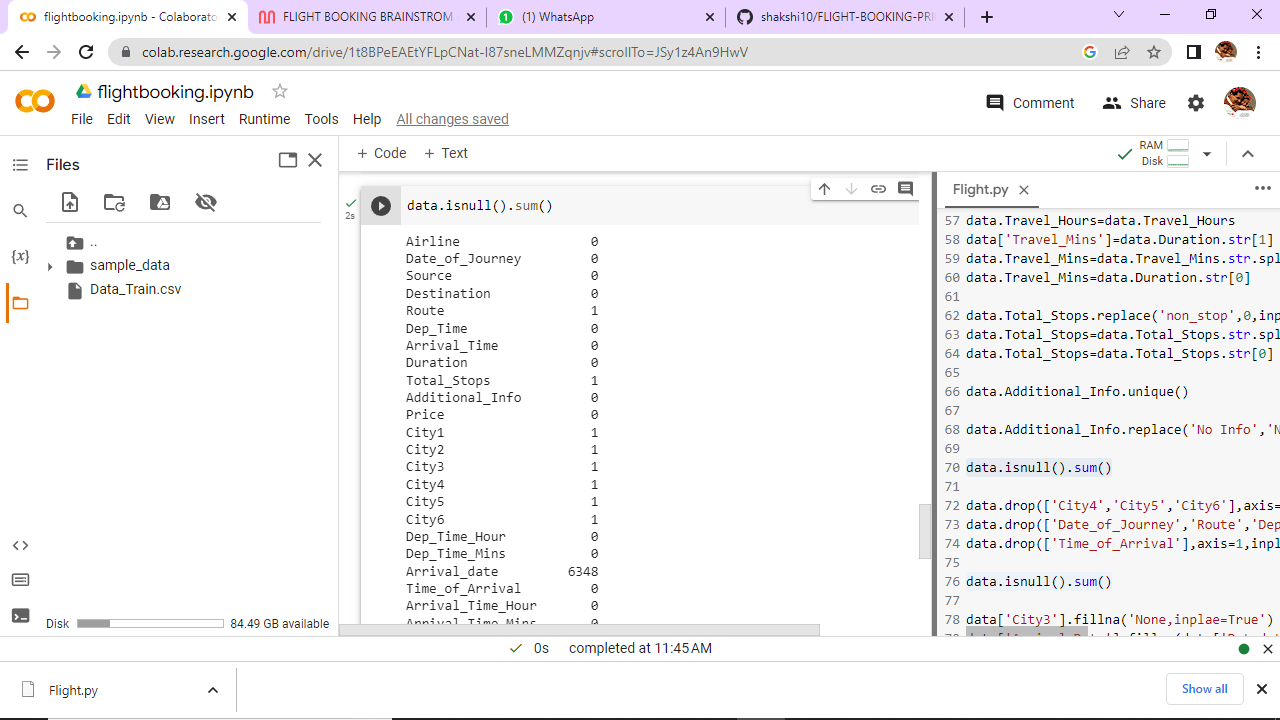 flightbooking.ipynb - Colaborato
FLIGHT BOOKING BRAINSTROM
(1) WhatsApp
shakshi10/FLIGHT-BOOKING-PRI
colab.research.google.com/drive/1t8BPeEAEtYFLpCNat-I87sneLMMZqnjv#scrollTo=JSy1z4An9HwV
flightbooking.ipynb
File Edit View Insert Runtime Tools Help All changes saved
Comment
Share
Files
+ Code + Text
RAM
Disk
..
sample_data
Data_Train.csv
Disk
84.49 GB available
2s
data.isnull().sum()
Airline 0
Date_of_Journey 0
Source 0
Destination 0
Route 1
Dep_Time 0
Arrival_Time 0
Duration 0
Total_Stops 1
Additional_Info 0
Price 0
City1 1
City2 1
City3 1
City4 1
City5 1
City6 1
Dep_Time_Hour 0
Dep_Time_Mins 0
Arrival_date 6348
Time_of_Arrival 0
Arrival_Time_Hour 0
Arrival_Time_Mins 0
Flight.py
57 data.Travel_Hours=data.Travel_Hours
58 data['Travel_Mins']=data.Duration.str[1]
59 data.Travel_Mins=data.Travel_Mins.str.spl
60 data.Travel_Mins=data.Duration.str[0]
61
62 data.Total_Stops.replace('non_stop',0,inp
63 data.Total_Stops=data.Total_Stops.str.spl
64 data.Total_Stops=data.Total_Stops.str[0]
65
66 data.Additional_Info.unique()
67
68 data.Additional_Info.replace('No Info','N
69
70 data.isnull().sum()
71
72 data.drop(['City4','City5','City6'],axis=
73 data.drop(['Date_of_Journey','Route','Dep
74 data.drop(['Time_of_Arrival'],axis=1,inpl
75
76 data.isnull().sum()
77
78 data['City3'].fillna('None,inplae=True')
0s completed at 11:45 AM
Flight.py
Show all